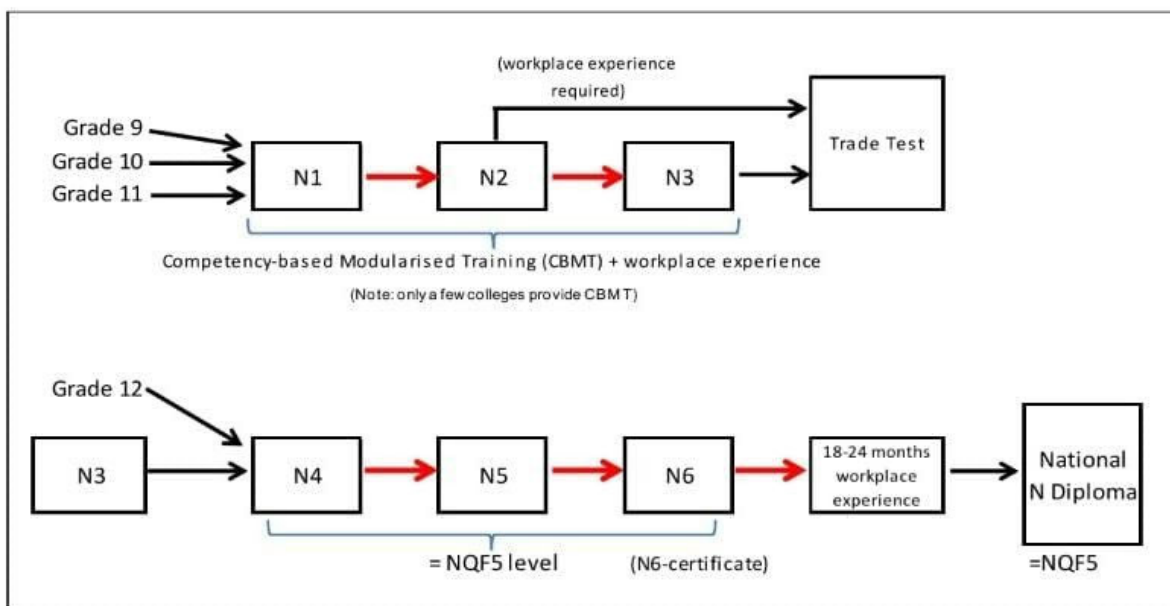 (workplace experience
required)
Grade 9
Grade 10
Grade 11
N1
N2
N3
Trade Test
Competency-based Modularised Training (CBMT) + workplace experience
(Note: only a few colleges provide CBMT)
Grade 12
N3
N4
N5
N6
18-24 months
workplace
experience
National
N Diploma
= NQF5 level
(N6-certificate)
=NQF5